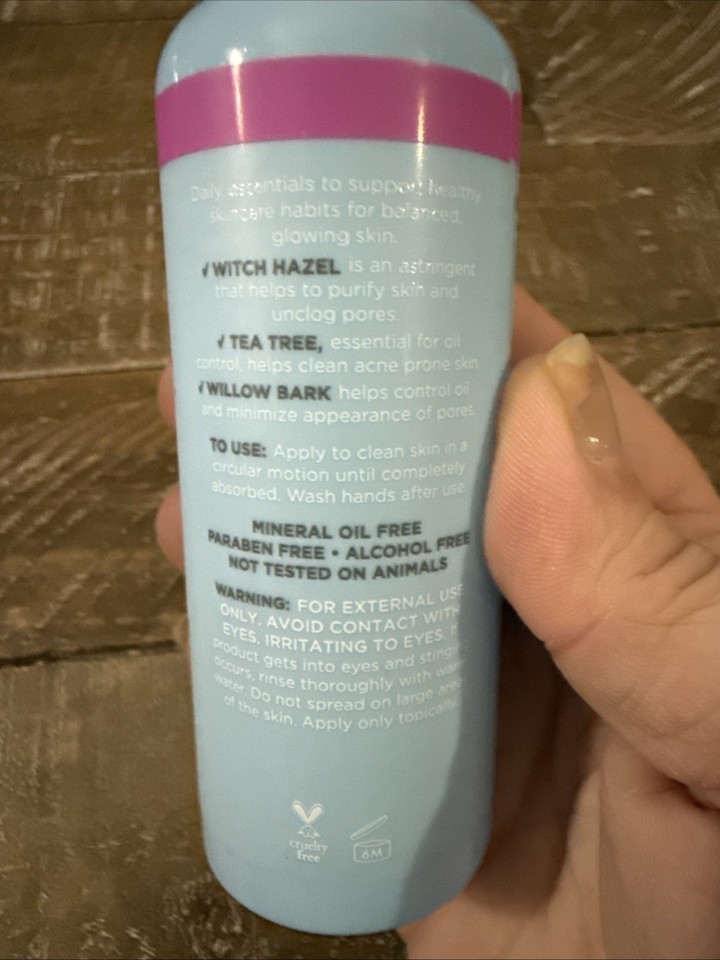 Daily essentials to support healthy
skincare habits for balanced,
glowing skin.
√ WITCH HAZEL is an astringent
that helps to purify skin and
unclog pores.
√ TEA TREE, essential for oil
control, helps clean acne prone skin.
√ WILLOW BARK helps control oil
and minimize appearance of pores.
TO USE: Apply to clean skin in a
circular motion until completely
absorbed. Wash hands after use.
MINERAL OIL FREE
PARABEN FREE • ALCOHOL FREE
NOT TESTED ON ANIMALS
WARNING: FOR EXTERNAL USE
ONLY. AVOID CONTACT WITH
EYES. IRRITATING TO EYES. If
product gets into eyes and stinging
occurs, rinse thoroughly with warm
water. Do not spread on large area
of the skin. Apply only topically.
cruelty
free
6M